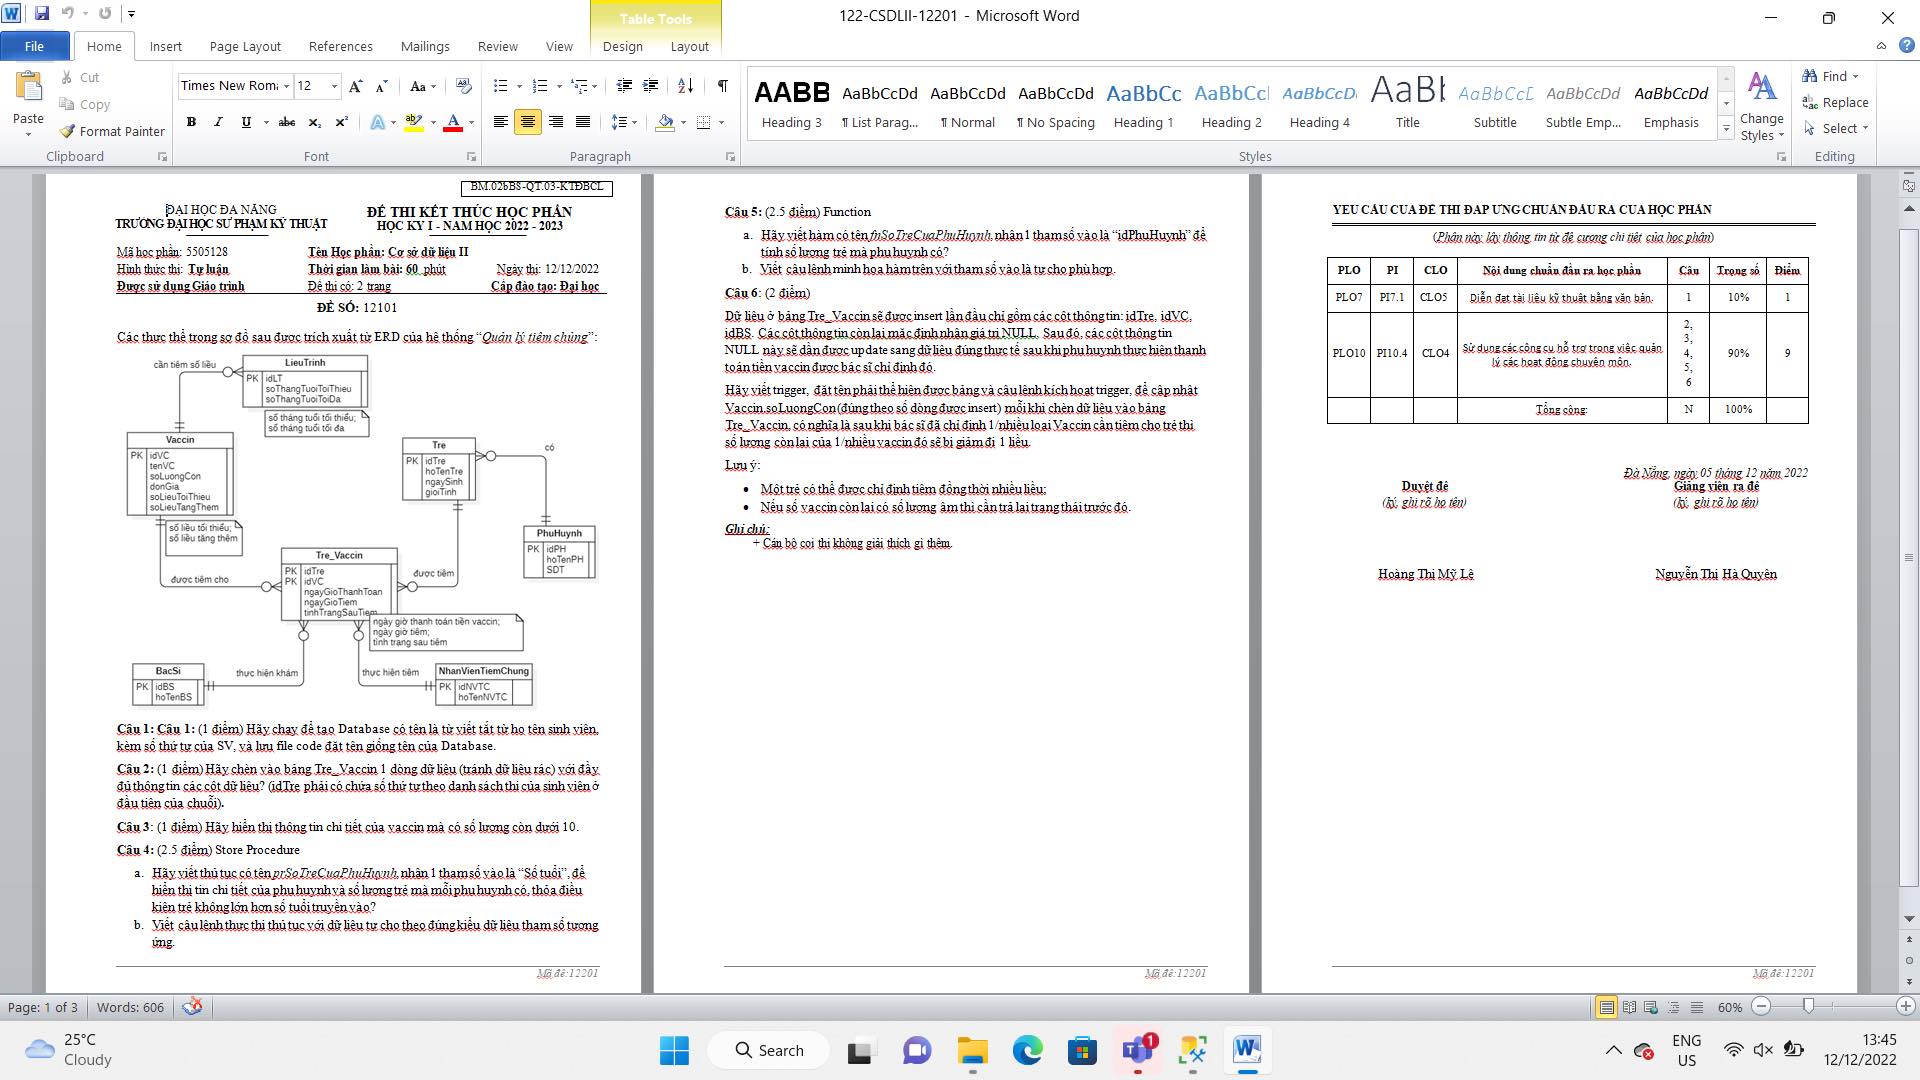 122-CSDLII-12201 - Microsoft Word
Table Tools
File Home Insert Page Layout References Mailings Review View Design Layout
Paste
Cut
Copy
Format Painter
Clipboard
Times New Roma 12
Font
Paragraph
AABB AaBbCcDd AaBbCcDd AaBbCcDd AaBbCc AaBbCcI AaBbCcD. AaBbI AaBbCcD AaBbCcDd AaBbCcDd
Heading 3 ¶ List Parag... ¶ Normal ¶ No Spacing Heading 1 Heading 2 Heading 4 Title Subtitle Subtle Emp... Emphasis
Styles
Change Styles
Find
Replace
Select
Editing
BM.02bB8-QT.03-KTĐBCL
ĐẠI HỌC ĐÀ NẴNG
TRƯỜNG ĐẠI HỌC SƯ PHẠM KỸ THUẬT
ĐỀ THI KẾT THÚC HỌC PHẦN
HỌC KỲ I - NĂM HỌC 2022 - 2023
Mã học phần: 5505128 Tên Học phần: Cơ sở dữ liệu II
Hình thức thi: Tự luận Thời gian làm bài: 60 phút Ngày thi: 12/12/2022
Được sử dụng Giáo trình Đề thi có: 2 trang Cấp đào tạo: Đại học
ĐỀ SỐ: 12101
Các thực thể trong sơ đồ sau được trích xuất từ ERD của hệ thống “Quản lý tiêm chủng”:
cần tiêm số liều
LieuTrinh
PK idLT
soThangTuoiToiThieu
soThangTuoiToiDa
số tháng tuổi tối thiểu;
số tháng tuổi tối đa
Vaccin
PK idVC
tenVC
soLuongCon
donGia
soLieuToiThieu
soLieuTangThem
số liều tối thiểu;
số liều tăng thêm
Tre
PK idTre
hoTenTre
ngaySinh
gioiTinh
có
PhuHuynh
PK idPH
hoTenPH
SDT
được tiêm cho
Tre_Vaccin
PK idTre
PK idVC
ngayGioThanhToan
ngayGioTiem
tinhTrangSauTiem
được tiêm
ngày giờ thanh toán tiền vaccin;
ngày giờ tiêm;
tình trạng sau tiêm
BacSi
PK idBS
hoTenBS
thực hiện khám
thực hiện tiêm
NhanVienTiemChung
PK idNVTC
hoTenNVTC
Câu 1: Câu 1: (1 điểm) Hãy chạy để tạo Database có tên là từ viết tắt từ họ tên sinh viên,
kèm số thứ tự của SV, và lưu file code đặt tên giống tên của Database.
Câu 2: (1 điểm) Hãy chèn vào bảng Tre_Vaccin 1 dòng dữ liệu (tránh dữ liệu rác) với đầy
đủ thông tin các cột dữ liệu? (idTre phải có chứa số thứ tự theo danh sách thi của sinh viên ở
đầu tiên của chuỗi).
Câu 3: (1 điểm) Hãy hiển thị thông tin chi tiết của vaccin mà có số lượng còn dưới 10.
Câu 4: (2.5 điểm) Store Procedure
a. Hãy viết thủ tục có tên prSoTreCuaPhuHuynh, nhận 1 tham số vào là “Số tuổi”, để
hiển thị tin chi tiết của phụ huynh và số lượng trẻ mà mỗi phụ huynh có, thỏa điều
kiện trẻ không lớn hơn số tuổi truyền vào?
b. Viết câu lệnh thực thi thủ tục với dữ liệu tự cho theo đúng kiểu dữ liệu tham số tương
ứng.
Mã đề:12201
Câu 5: (2.5 điểm) Function
a. Hãy viết hàm có tên fnSoTreCuaPhuHuynh, nhận 1 tham số vào là “idPhuHuynh” để
tính số lượng trẻ mà phụ huynh có?
b. Viết câu lệnh minh họa hàm trên với tham số vào là tự cho phù hợp.
Câu 6: (2 điểm)
Dữ liệu ở bảng Tre_Vaccin sẽ được insert lần đầu chỉ gồm các cột thông tin: idTre, idVC,
idBS. Các cột thông tin còn lại mặc định nhận giá trị NULL. Sau đó, các cột thông tin
NULL này sẽ dần được update sang dữ liệu đúng thực tế sau khi phụ huynh thực hiện thanh
toán tiền vaccin được bác sĩ chỉ định đó.
Hãy viết trigger, đặt tên phải thể hiện được bảng và câu lệnh kích hoạt trigger, để cập nhật
Vaccin.soLuongCon (đúng theo số dòng được insert) mỗi khi chèn dữ liệu vào bảng
Tre_Vaccin, có nghĩa là sau khi bác sĩ đã chỉ định 1/nhiều loại Vaccin cần tiêm cho trẻ thì
số lượng còn lại của 1/nhiều vaccin đó sẽ bị giảm đi 1 liều.
Lưu ý:
• Một trẻ có thể được chỉ định tiêm đồng thời nhiều liều;
• Nếu số vaccin còn lại có số lượng âm thì cần trả lại trạng thái trước đó.
Ghi chú:
+ Cán bộ coi thi không giải thích gì thêm.
Mã đề:12201
YÊU CẦU CỦA ĐỀ THI ĐÁP ỨNG CHUẨN ĐẦU RA CỦA HỌC PHẦN
(Phần này lấy thông tin từ đề cương chi tiết của học phần)
PLO PI CLO Nội dung chuẩn đầu ra học phần Câu Trọng số Điểm
PLO7 PI7.1 CLO5 Diễn đạt tài liệu kỹ thuật bằng văn bản. 1 10% 1
PLO10 PI10.4 CLO4 Sử dụng các công cụ hỗ trợ trong việc quản lý các hoạt động chuyên môn. 2, 3, 4, 5, 6 90% 9
Tổng cộng: N 100%
Đà Nẵng, ngày 05 tháng 12 năm 2022
Duyệt đề Giảng viên ra đề
(ký, ghi rõ họ tên) (ký, ghi rõ họ tên)
Hoàng Thị Mỹ Lệ Nguyễn Thị Hà Quyên
Mã đề:12201
Page: 1 of 3 Words: 606 60%
25°C
Cloudy
Search
1
ENG
US
13:45
12/12/2022